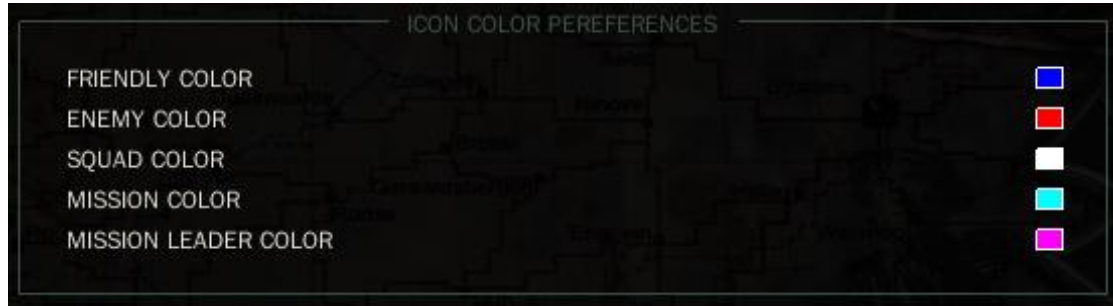 ICON COLOR PEREFERENCES
FRIENDLY COLOR
ENEMY COLOR
SQUAD COLOR
MISSION COLOR
MISSION LEADER COLOR